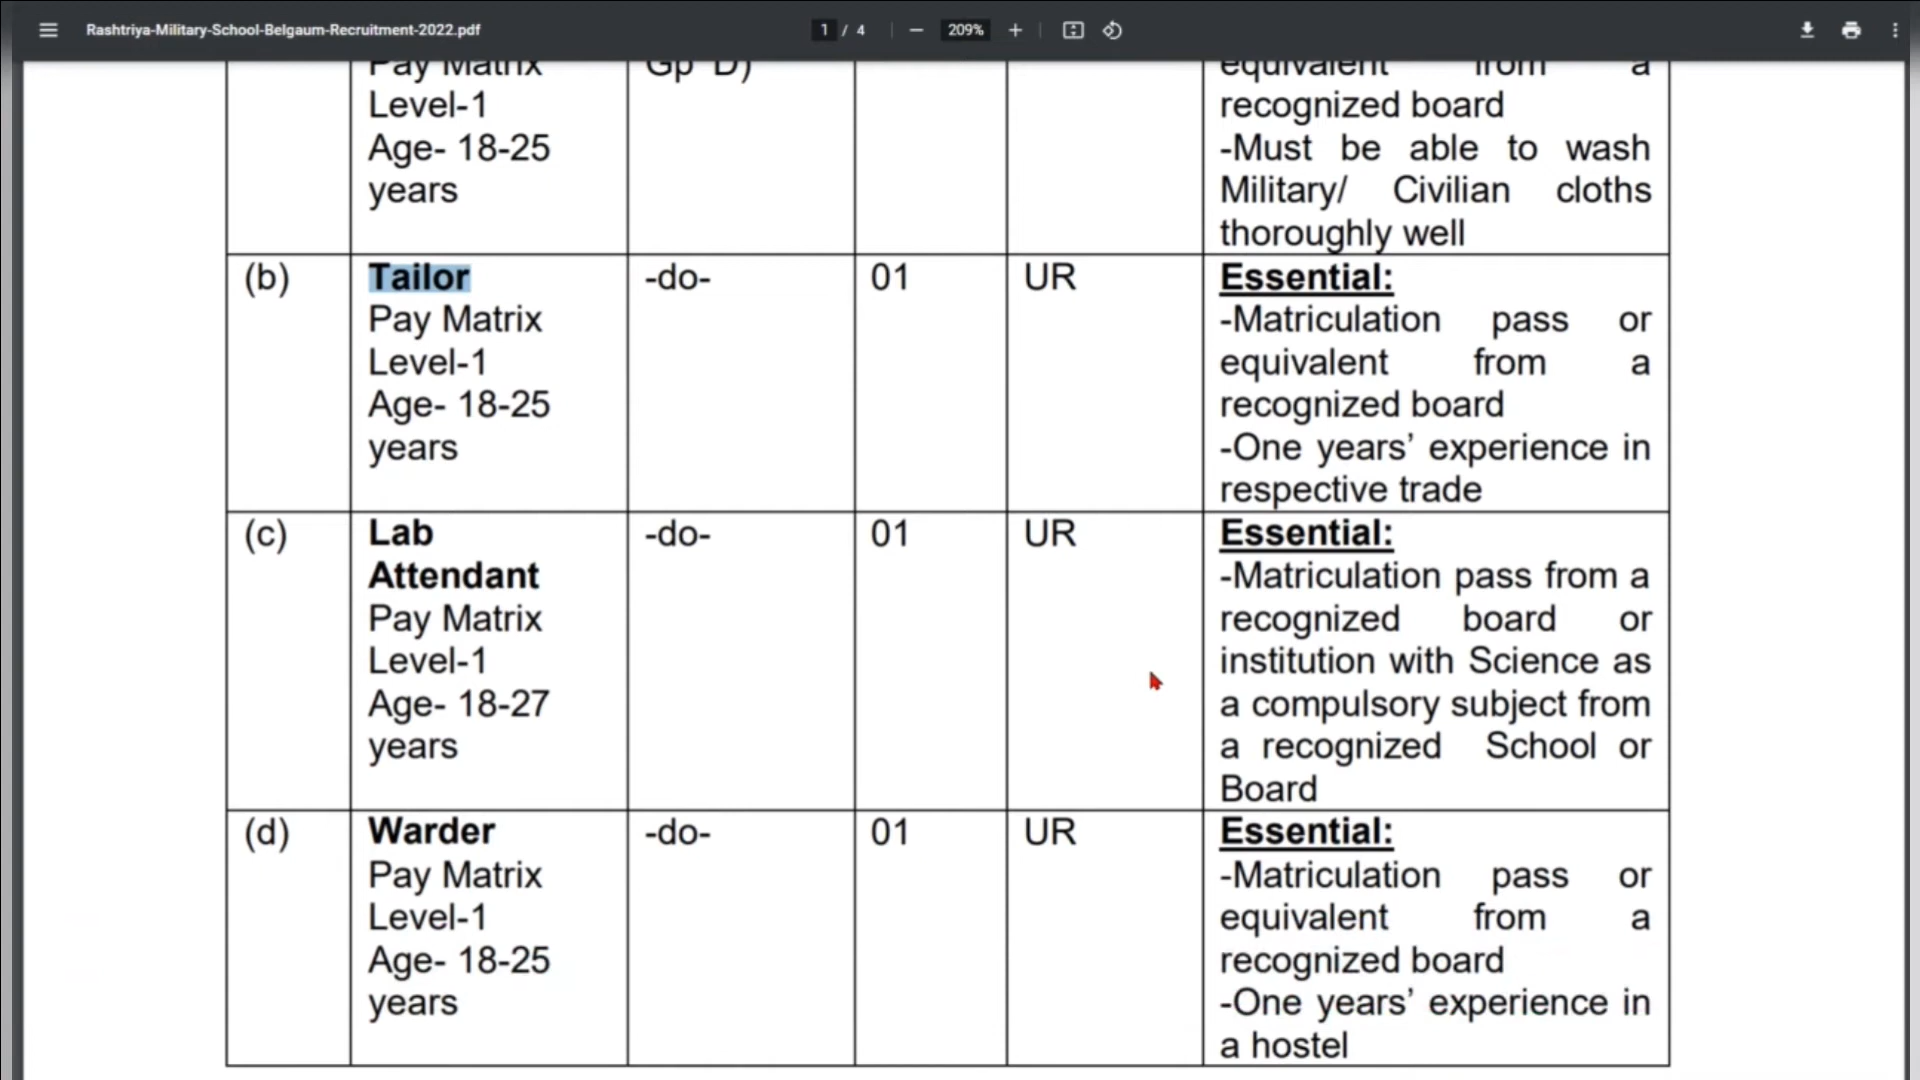 Rashtriya-Military-School-Belgaum-Recruitment-2022.pdf
1 / 4
209%
Pay Matrix
Level-1
Age- 18-25
years
Gp 'D')
equivalent from a
recognized board
-Must be able to wash
Military/ Civilian cloths
thoroughly well
(b)
Tailor
Pay Matrix
Level-1
Age- 18-25
years
-do-
01
UR
Essential:
-Matriculation pass or
equivalent from a
recognized board
-One years’ experience in
respective trade
(c)
Lab
Attendant
Pay Matrix
Level-1
Age- 18-27
years
-do-
01
UR
Essential:
-Matriculation pass from a
recognized board or
institution with Science as
a compulsory subject from
a recognized School or
Board
(d)
Warder
Pay Matrix
Level-1
Age- 18-25
years
-do-
01
UR
Essential:
-Matriculation pass or
equivalent from a
recognized board
-One years’ experience in
a hostel